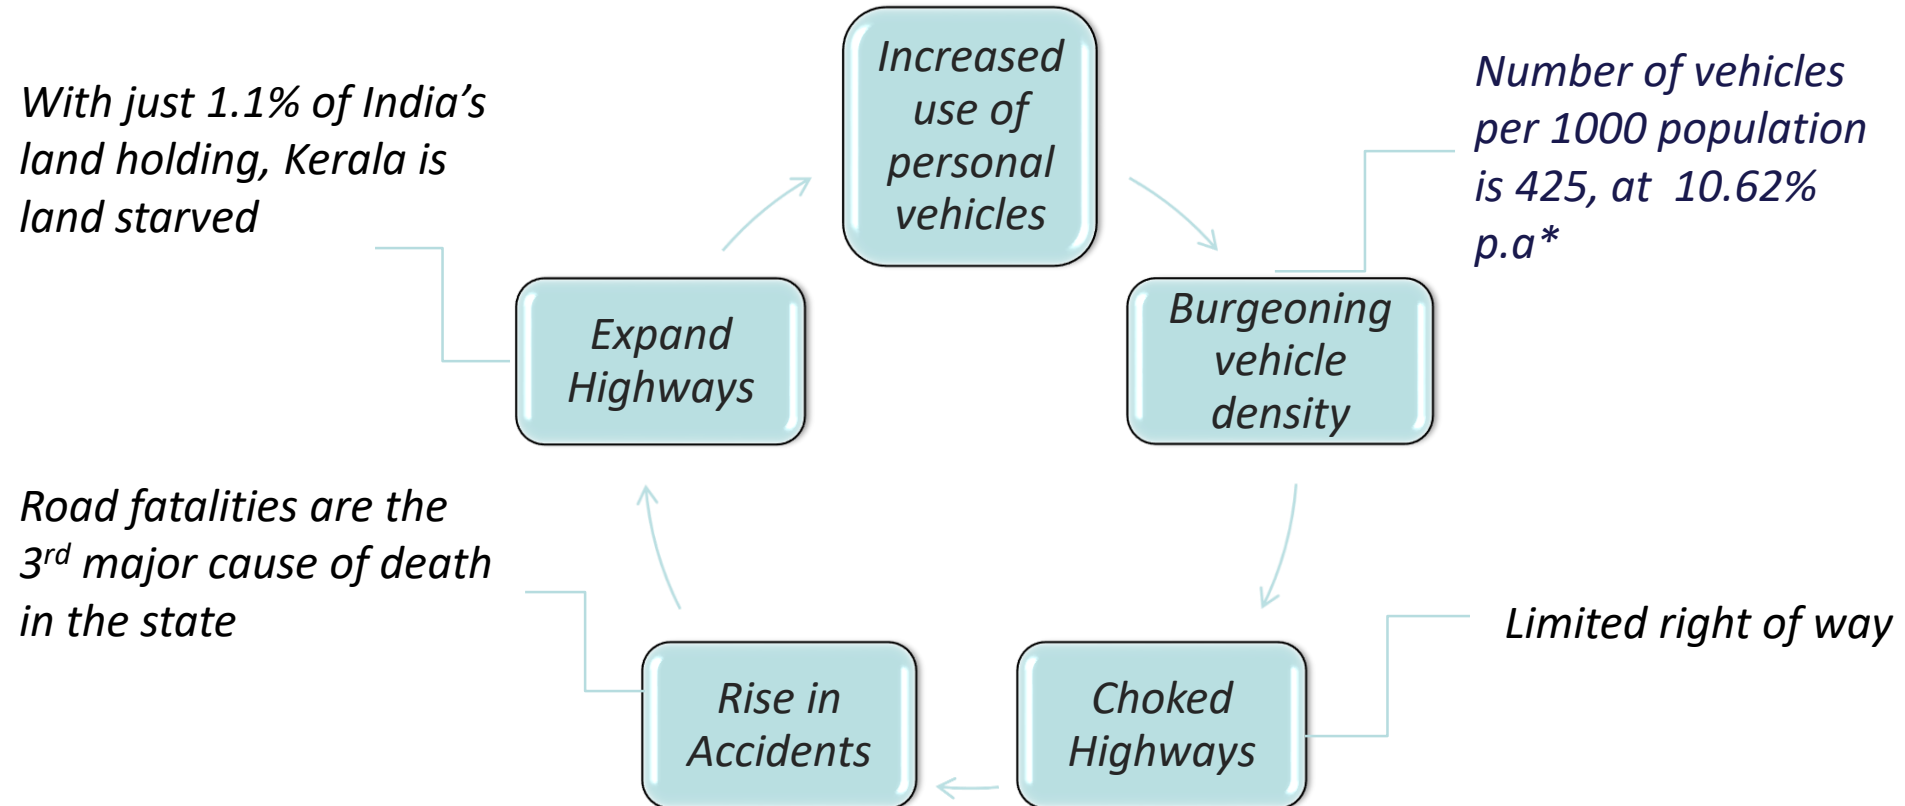 Increased
use of
personal
vehicles
Number of vehicles
per 1000 population
is 425, at 10.62%
p.a*
Burgeoning
vehicle
density
Limited right of way
Choked
Highways
Rise in
Accidents
Road fatalities are the
3rd major cause of death
in the state
Expand
Highways
With just 1.1% of India’s
land holding, Kerala is
land starved